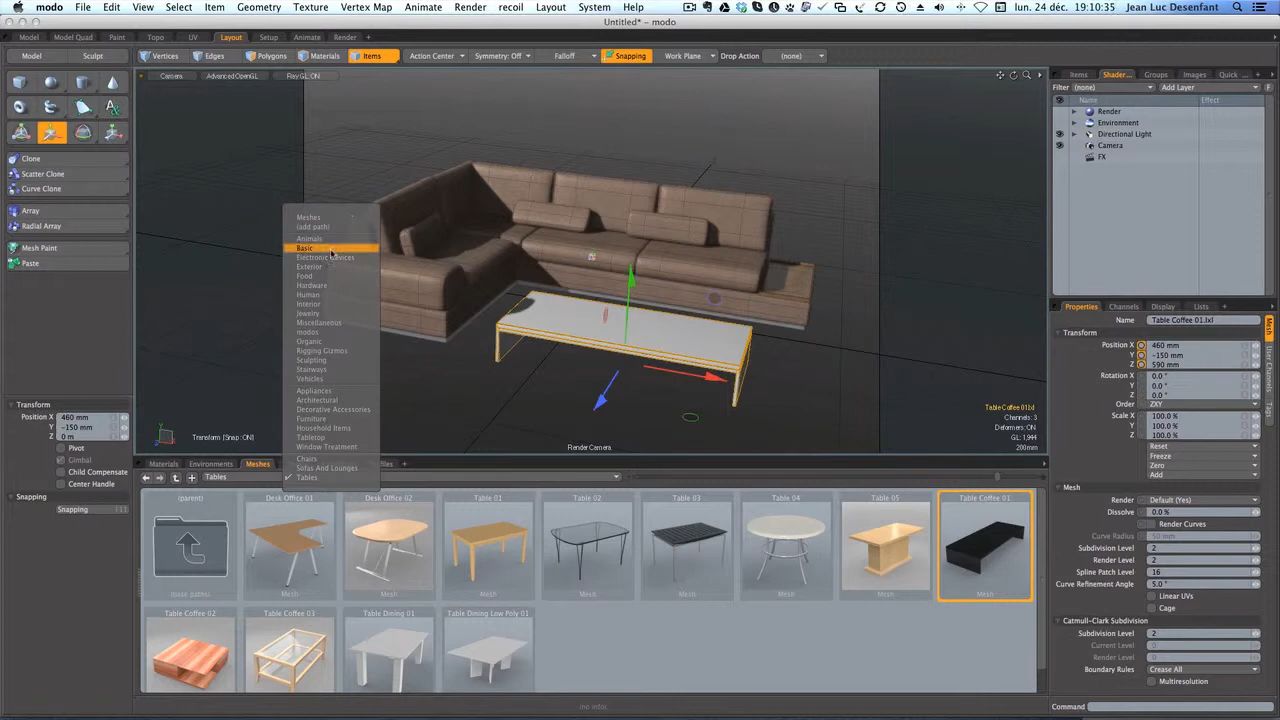 modo File Edit View Select Item Geometry Texture Vertex Map Animate Render recoil Layout System Help
lun. 24 déc. 19:10:35 Jean Luc Desenfant
Untitled* – modo
Model Model Quad Paint Topo UV Layout Setup Animate Render
Model Sculpt
Vertices Edges Polygons Materials Items Action Center Symmetry: Off Falloff Snapping Work Plane Drop Action (none)
Camera Advanced OpenGL
Items Shader... Groups Images Quick ...
Filter (none) Add Layer F
Name Effect
Render
Environment
Directional Light
Camera
FX
Clone
Scatter Clone
Curve Clone
Array
Radial Array
Mesh Paint
Paste
Meshes
(add path)
Animals
Basic
Electronic Devices
Exterior
Food
Hardware
Human
Interior
Jewelry
Miscellaneous
modos
Organic
Rigging Gizmos
Sculpting
Stairways
Vehicles
Appliances
Architectural
Decorative Accessories
Furniture
Household Items
Tabletop
Window Treatment
Chairs
Sofas And Lounges
Tables
Table Coffee 01.lxl
Channels: 3
Deformers: ON
GL: 1,944
200 mm
Transform (Snap : ON)
Render Camera
Transform
Position X 460 mm
Y -150 mm
Z 0 m
Pivot
Gimbal
Child Compensate
Center Handle
Snapping
Snapping
Properties Channels Display Lists
Name Table Coffee 01.lxl
Transform
Position X 460 mm
Y -150 mm
Z 590 mm
Rotation X 0.0 °
Y 0.0 °
Z 0.0 °
Order ZXY
Scale X 100.0 %
Y 100.0 %
Z 100.0 %
Reset
Freeze
Zero
Add
Mesh
Render Default (Yes)
Dissolve 0.0 %
Render Curves
Curve Radius 50 mm
Subdivision Level 2
Render Level 2
Spline Patch Level 16
Curve Refinement Angle 5.0 °
Linear UVs
Cage
Catmull-Clark Subdivision
Subdivision Level 2
Current Level 0
Render Level 0
Boundary Rules Crease All
Multiresolution
Command
Mesh
User Channels
Materials Environments Meshes
Tables
(parent) Desk Office 01 Desk Office 02 Table 01 Table 02 Table 03 Table 04 Table 05 Table Coffee 01
(base paths) Mesh Mesh Mesh Mesh Mesh Mesh Mesh Mesh
Table Coffee 02 Table Coffee 03 Table Dining 01 Table Dining Low Poly 01
(no info)